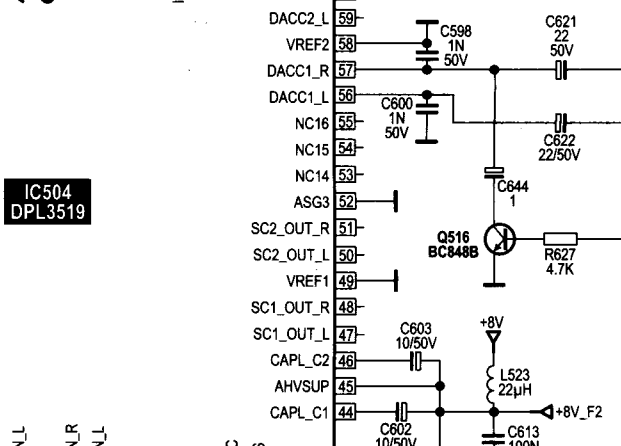 DACC2_L 59
VREF2 58
DACC1_R 57
DACC1_L 56
NC16 55
NC15 54
NC14 53
ASG3 52
SC2_OUT_R 51
SC2_OUT_L 50
VREF1 49
SC1_OUT_R 48
SC1_OUT_L 47
CAPL_C2 46
AHVSUP 45
CAPL_C1 44
IC504
DPL3519
C598
1N
50V
C600
1N
50V
C621
22
50V
C622
22/50V
C644
1
Q516
BC848B
R627
4.7K
C603
10/50V
+8V
L523
22µH
+8V_F2
C602
10/50V
C613
100N